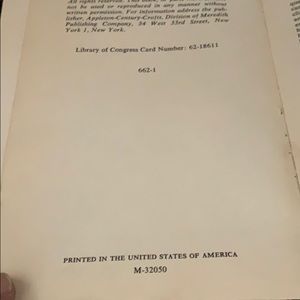 All rights reserved. This book, or parts
not be used or reproduced in any manner without
written permission. For information address the pub-
lisher, Appleton-Century-Crofts, Division of Meredith
Publishing Company, 34 West 33rd Street, New
York 1, New York.
Library of Congress Card Number: 62-18611
662-1
PRINTED IN THE UNITED STATES OF AMERICA
M-32050